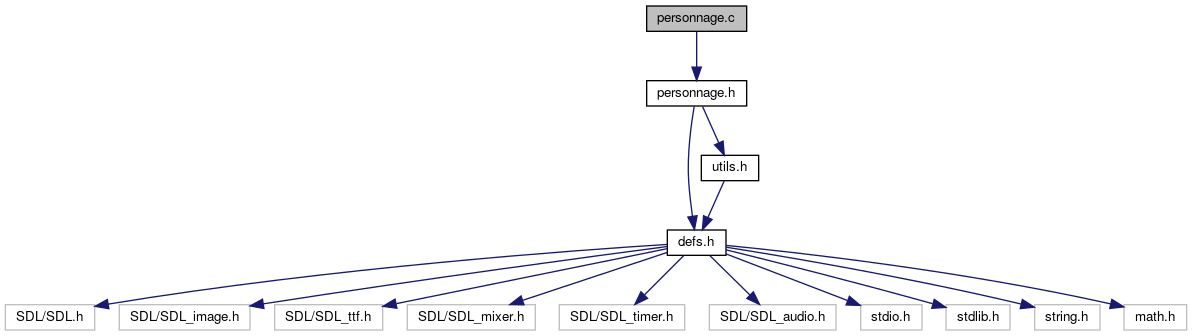 personnage.c
personnage.h
utils.h
defs.h
SDL/SDL.h
SDL/SDL_image.h
SDL/SDL_ttf.h
SDL/SDL_mixer.h
SDL/SDL_timer.h
SDL/SDL_audio.h
stdio.h
stdlib.h
string.h
math.h